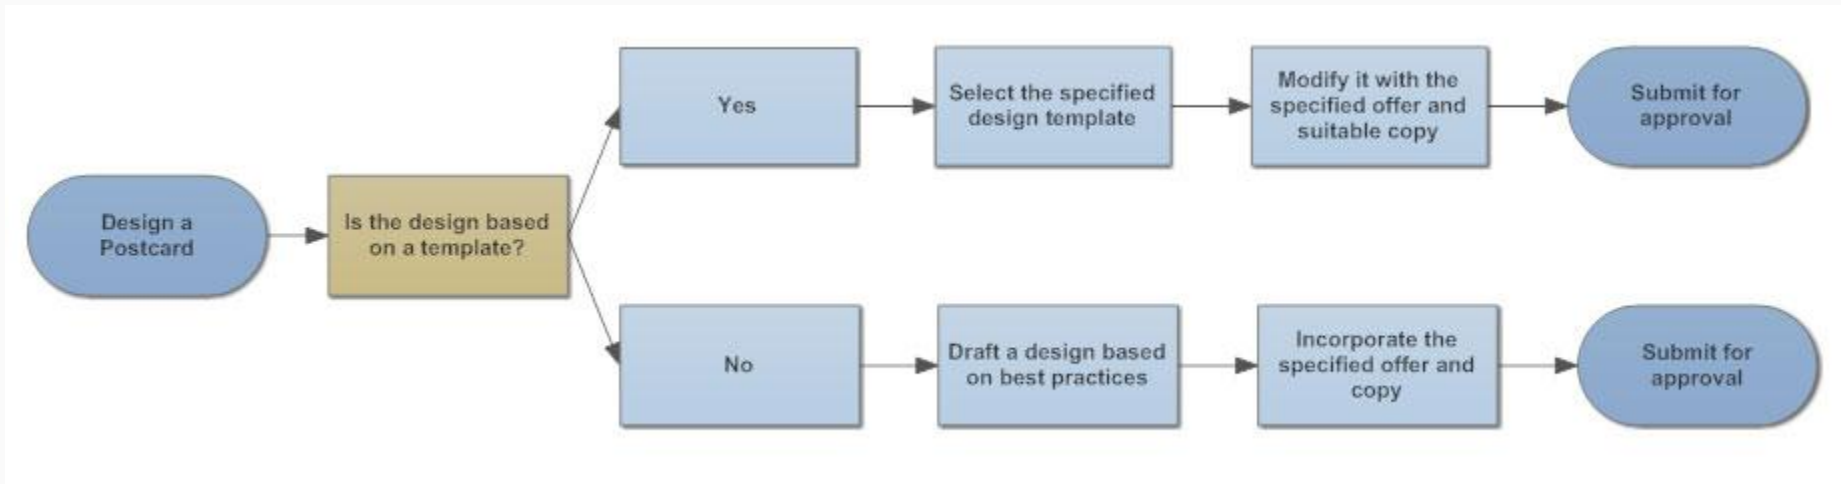 Design a
Postcard
Is the design based
on a template?
Yes
Select the specified
design template
Modify it with the
specified offer and
suitable copy
Submit for
approval
No
Draft a design based
on best practices
Incorporate the
specified offer and
copy
Submit for
approval